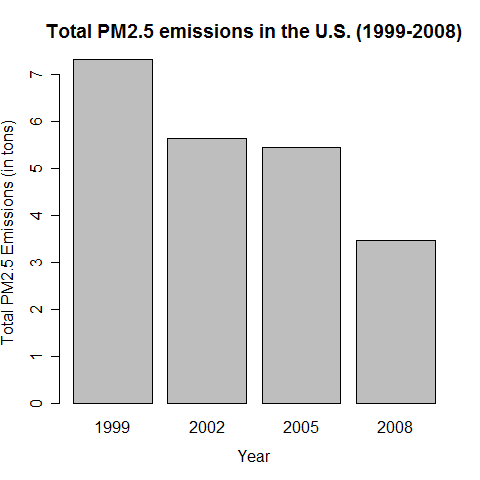 Total PM2.5 emissions in the U.S. (1999-2008)
Total PM2.5 Emissions (in tons)
7
6
5
4
3
2
1
0
1999 2002 2005 2008
Year